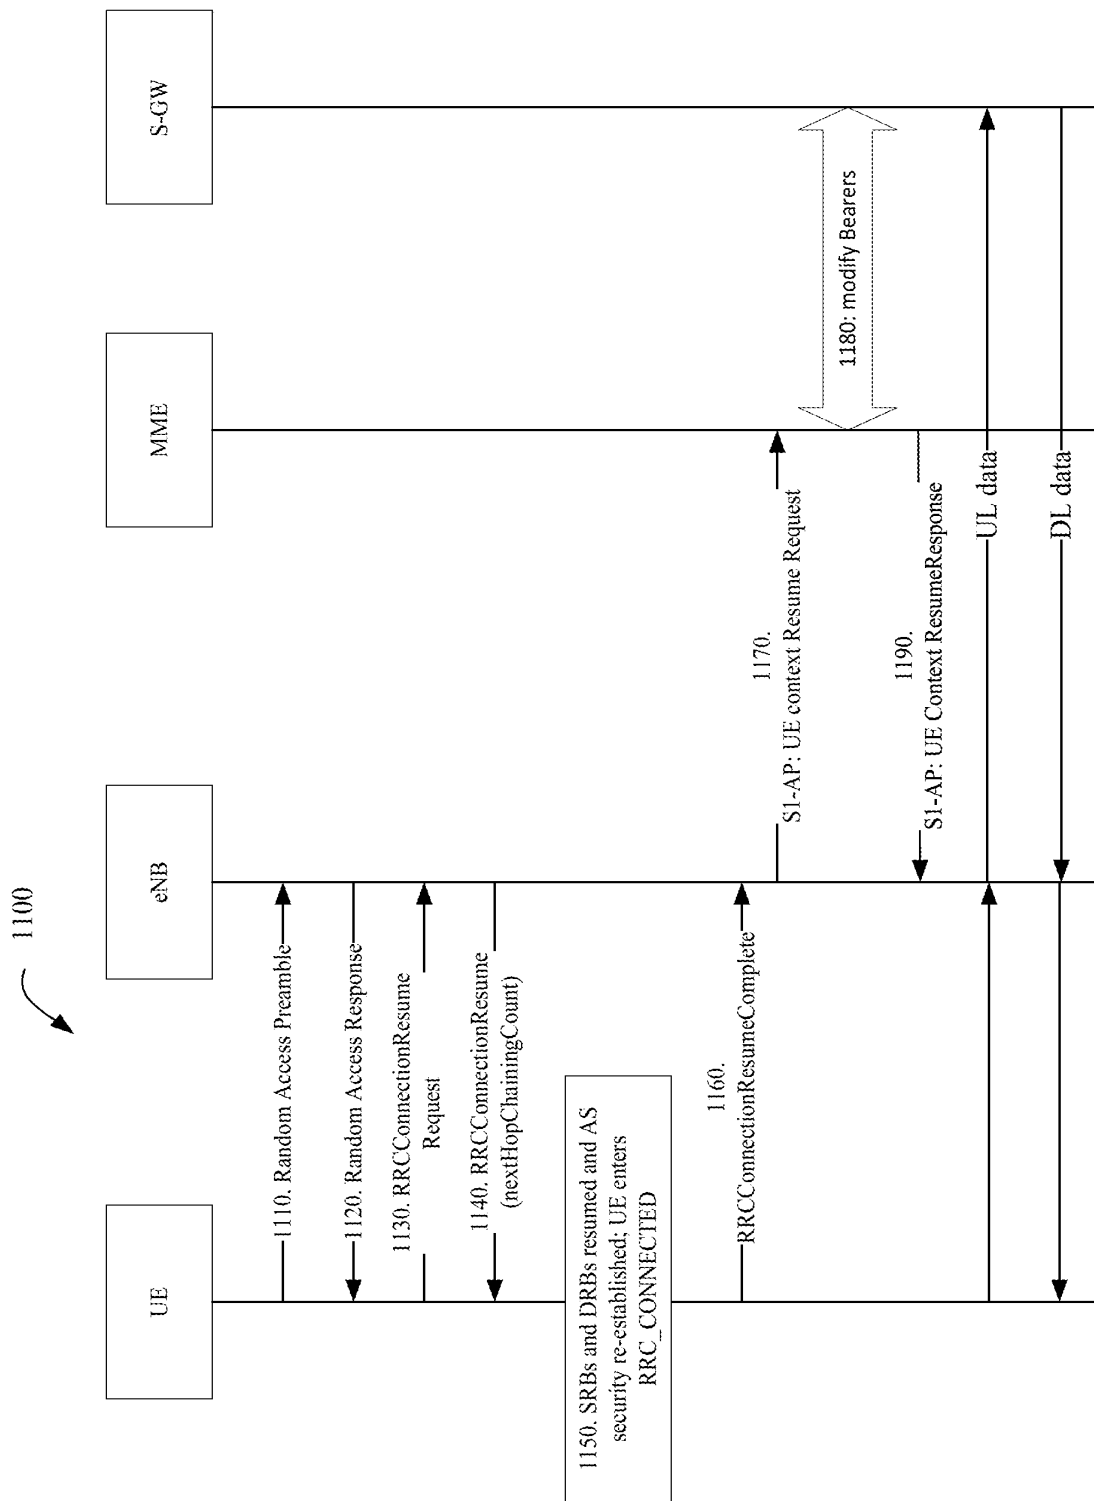 1100
UE
eNB
MME
S-GW
1110. Random Access Preamble
1120. Random Access Response
1130. RRCConnectionResume
Request
1140. RRCConnectionResume
(nextHopChainingCount)
1150. SRBs and DRBs resumed and AS
security re-established; UE enters
RRC_CONNECTED
1160.
RRCConnectionResumeComplete
1170.
S1-AP: UE context Resume Request
1180: modify Bearers
1190.
S1-AP: UE Context ResumeResponse
UL data
DL data